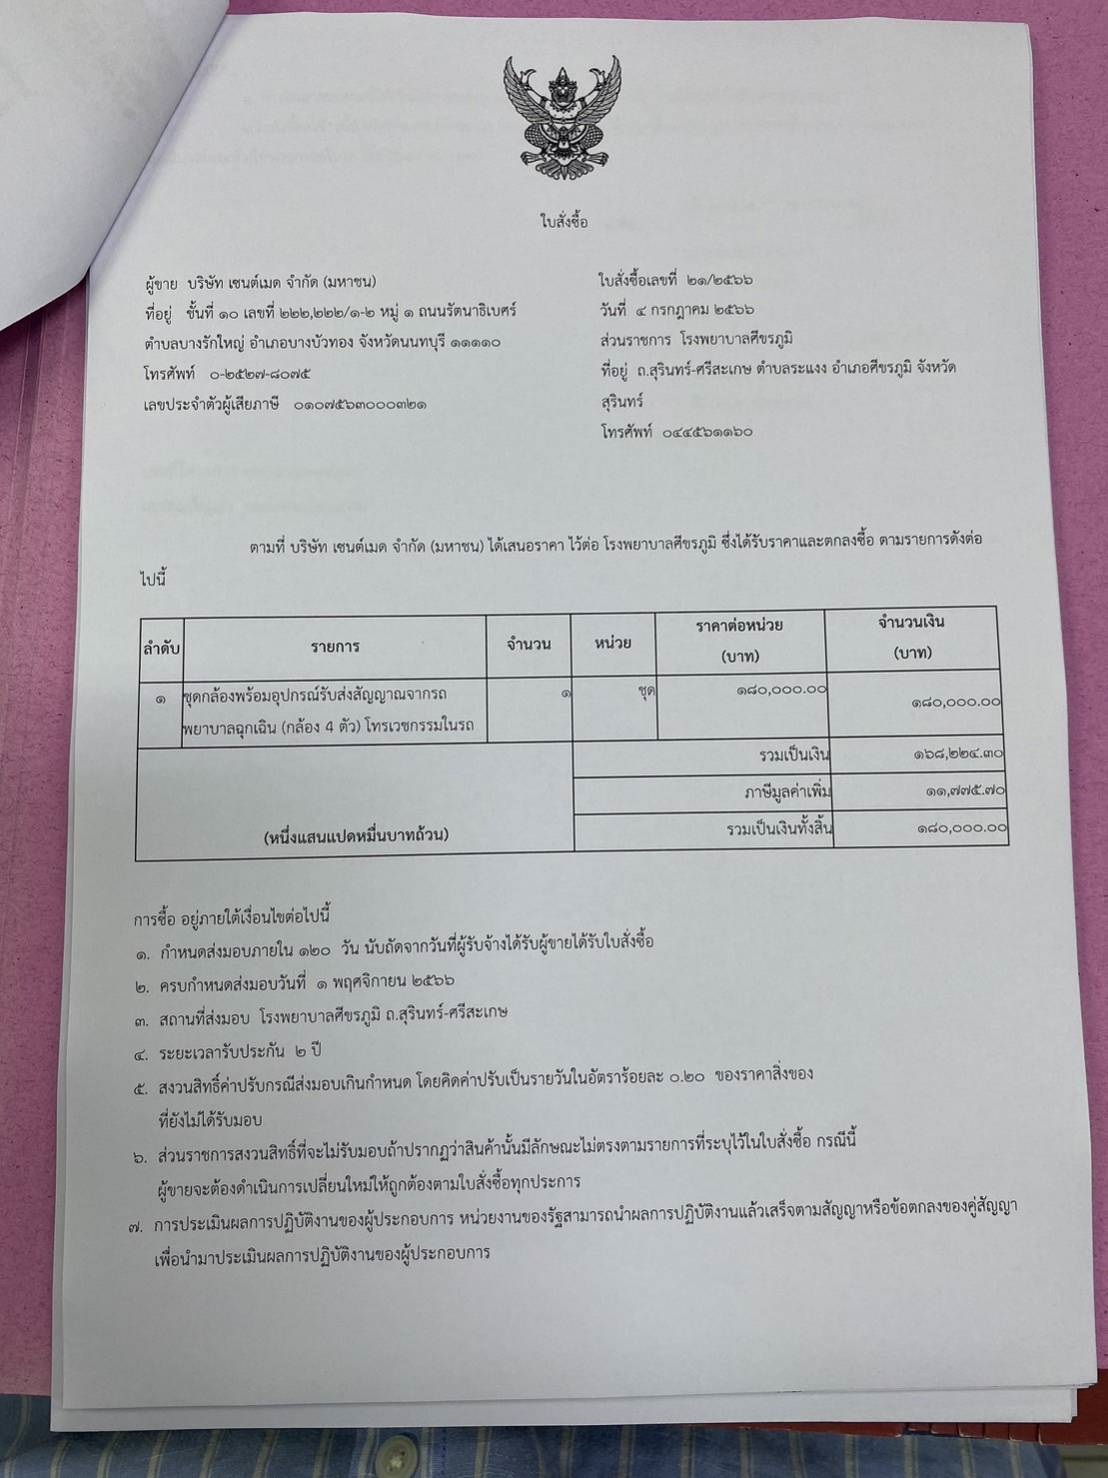 ใบสั่งซื้อ
ผู้ขาย บริษัท เซนต์เมด จำกัด (มหาชน)
ที่อยู่ ชั้นที่ ๑๐ เลขที่ ๒๒๒,๒๒๒/๑-๒ หมู่ ๑ ถนนรัตนาธิเบศร์
ตำบลบางรักใหญ่ อำเภอบางบัวทอง จังหวัดนนทบุรี ๑๑๑๑๐
โทรศัพท์ ๐-๒๕๒๗-๘๐๗๕
เลขประจำตัวผู้เสียภาษี ๐๑๐๗๕๖๓๐๐๐๓๒๑
ใบสั่งซื้อเลขที่ ๒๑/๒๕๖๖
วันที่ ๔ กรกฎาคม ๒๕๖๖
ส่วนราชการ โรงพยาบาลศีขรภูมิ
ที่อยู่ ถ.สุรินทร์-ศรีสะเกษ ตำบลระแงง อำเภอศีขรภูมิ จังหวัด
สุรินทร์
โทรศัพท์ ๐๔๔๕๖๑๑๖๐
ตามที่ บริษัท เซนต์เมด จำกัด (มหาชน) ได้เสนอราคา ไว้ต่อ โรงพยาบาลศีขรภูมิ ซึ่งได้รับราคาและตกลงซื้อ ตามรายการดังต่อ
ไปนี้
ลำดับ รายการ จำนวน หน่วย ราคาต่อหน่วย (บาท) จำนวนเงิน (บาท)
๑ ชุดกล้องพร้อมอุปกรณ์รับส่งสัญญาณจากรถ ๑ ชุด ๑๘๐,๐๐๐.๐๐ ๑๘๐,๐๐๐.๐๐
พยาบาลฉุกเฉิน (กล้อง 4 ตัว) โทรเวชกรรมในรถ
รวมเป็นเงิน ๑๖๘,๒๒๔.๓๐
ภาษีมูลค่าเพิ่ม ๑๑,๗๗๕.๗๐
(หนึ่งแสนแปดหมื่นบาทถ้วน) รวมเป็นเงินทั้งสิ้น ๑๘๐,๐๐๐.๐๐
การซื้อ อยู่ภายใต้เงื่อนไขต่อไปนี้
๑. กำหนดส่งมอบภายใน ๑๒๐ วัน นับถัดจากวันที่ผู้รับจ้างได้รับผู้ขายได้รับใบสั่งซื้อ
๒. ครบกำหนดส่งมอบวันที่ ๑ พฤศจิกายน ๒๕๖๖
๓. สถานที่ส่งมอบ โรงพยาบาลศีขรภูมิ ถ.สุรินทร์-ศรีสะเกษ
๔. ระยะเวลารับประกัน ๒ ปี
๕. สงวนสิทธิ์ค่าปรับกรณีส่งมอบเกินกำหนด โดยคิดค่าปรับเป็นรายวันในอัตราร้อยละ ๐.๒๐ ของราคาสิ่งของ
ที่ยังไม่ได้รับมอบ
๖. ส่วนราชการสงวนสิทธิ์ที่จะไม่รับมอบถ้าปรากฏว่าสินค้านั้นมีลักษณะไม่ตรงตามรายการที่ระบุไว้ในใบสั่งซื้อ กรณีนี้
ผู้ขายจะต้องดำเนินการเปลี่ยนใหม่ให้ถูกต้องตามใบสั่งซื้อทุกประการ
๗. การประเมินผลการปฏิบัติงานของผู้ประกอบการ หน่วยงานของรัฐสามารถนำผลการปฏิบัติงานแล้วเสร็จตามสัญญาหรือข้อตกลงของคู่สัญญา
เพื่อนำมาประเมินผลการปฏิบัติงานของผู้ประกอบการ